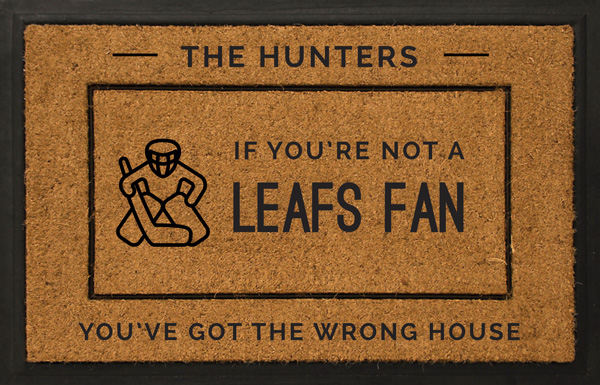 THE HUNTERS
IF YOU'RE NOT A
LEAFS FAN
YOU'VE GOT THE WRONG HOUSE